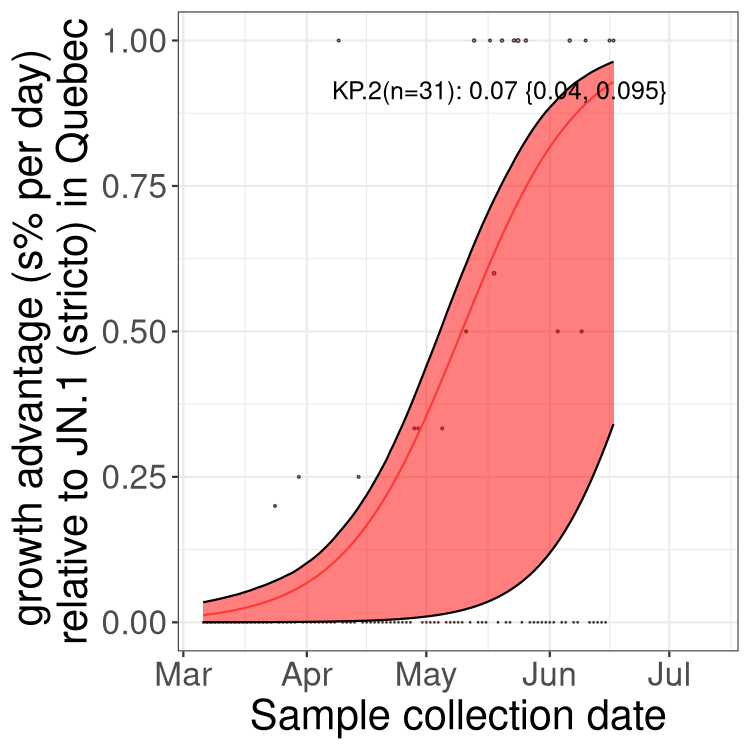 growth advantage (s% per day)
relative to JN.1 (stricto) in Quebec
1.00
0.75
0.50
0.25
0.00
KP.2(n=31): 0.07 {0.04, 0.095}
Mar Apr May Jun Jul
Sample collection date